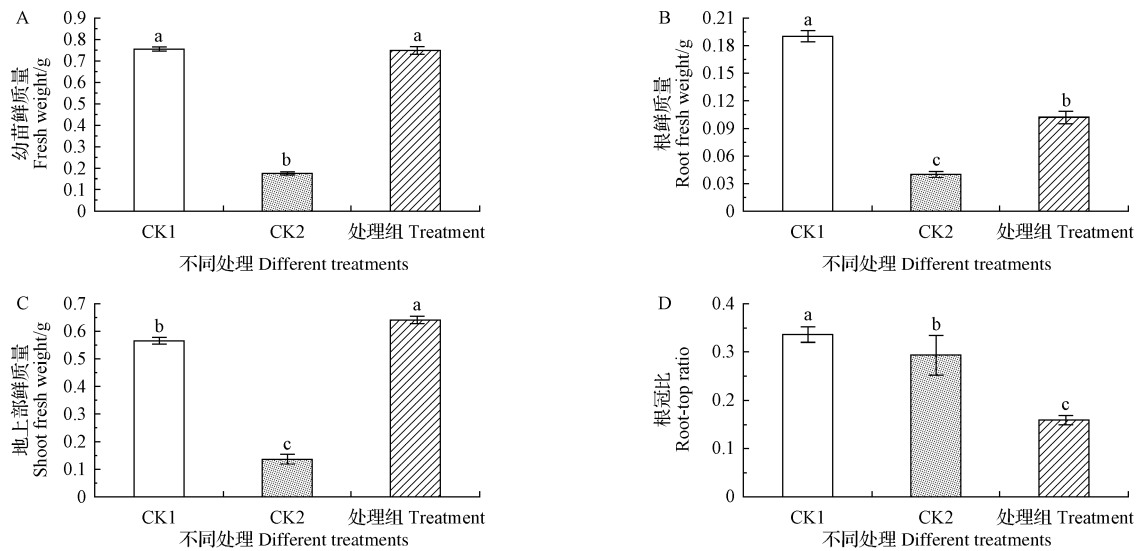 A
幼苗鲜质量
Fresh weight/g
0.9
0.8
0.7
0.6
0.5
0.4
0.3
0.2
0.1
0
a
b
a
CK1
CK2
处理组 Treatment
不同处理 Different treatments
B
根鲜质量
Root fresh weight/g
0.21
0.18
0.15
0.12
0.09
0.06
0.03
0
a
c
b
CK1
CK2
处理组 Treatment
不同处理 Different treatments
C
地上部鲜质量
Shoot fresh weight/g
0.7
0.6
0.5
0.4
0.3
0.2
0.1
0
b
c
a
CK1
CK2
处理组 Treatment
不同处理 Different treatments
D
根冠比
Root-top ratio
0.4
0.3
0.2
0.1
0
a
b
c
CK1
CK2
处理组 Treatment
不同处理 Different treatments